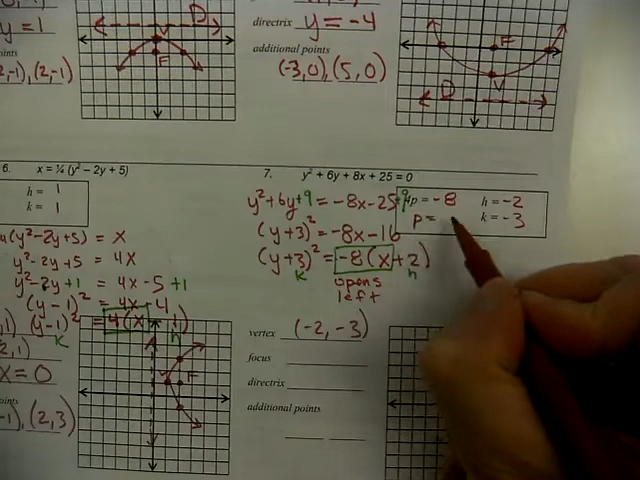 y = 1
D
V
F
directrix y = -4
additional points
(-3,0), (5,0)
F
V
D
oints
2,-1), (2,-1)
6. x = ¼ (y² – 2y + 5)
h = 1
k = 1
(y²-2y+5) = x
y²-2y+5 = 4x
y²-2y+1 = 4x-5+1
(y-1)² = 4x-4
(y-1)² = 4(x-1)
k
h
x = 0
oints
-1), (2,3)
V
F
7. y² + 6y + 8x + 25 = 0
y²+6y+9 = -8x-25+9
(y+3)² = -8x-16
(y+3)² = -8(x+2)
k
h
opens
left
4p = -8
p =
h = -2
k = -3
vertex (-2, -3)
focus
directrix
additional points